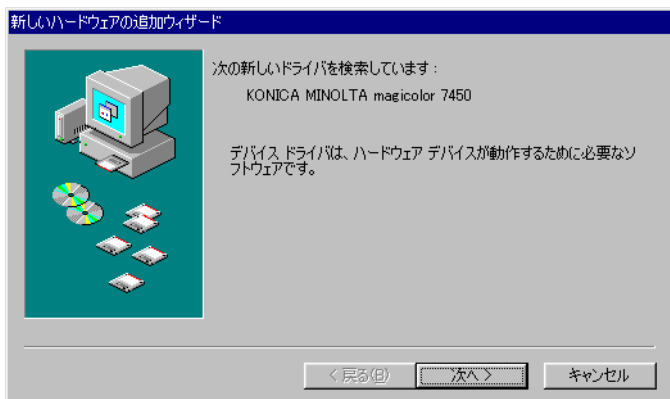 新しいハードウェアの追加ウィザード
次の新しいドライバを検索しています：
KONICA MINOLTA magicolor 7450
デバイス ドライバは、ハードウェア デバイスが動作するために必要なソ
フトウェアです。
< 戻る(B)
次へ >
キャンセル